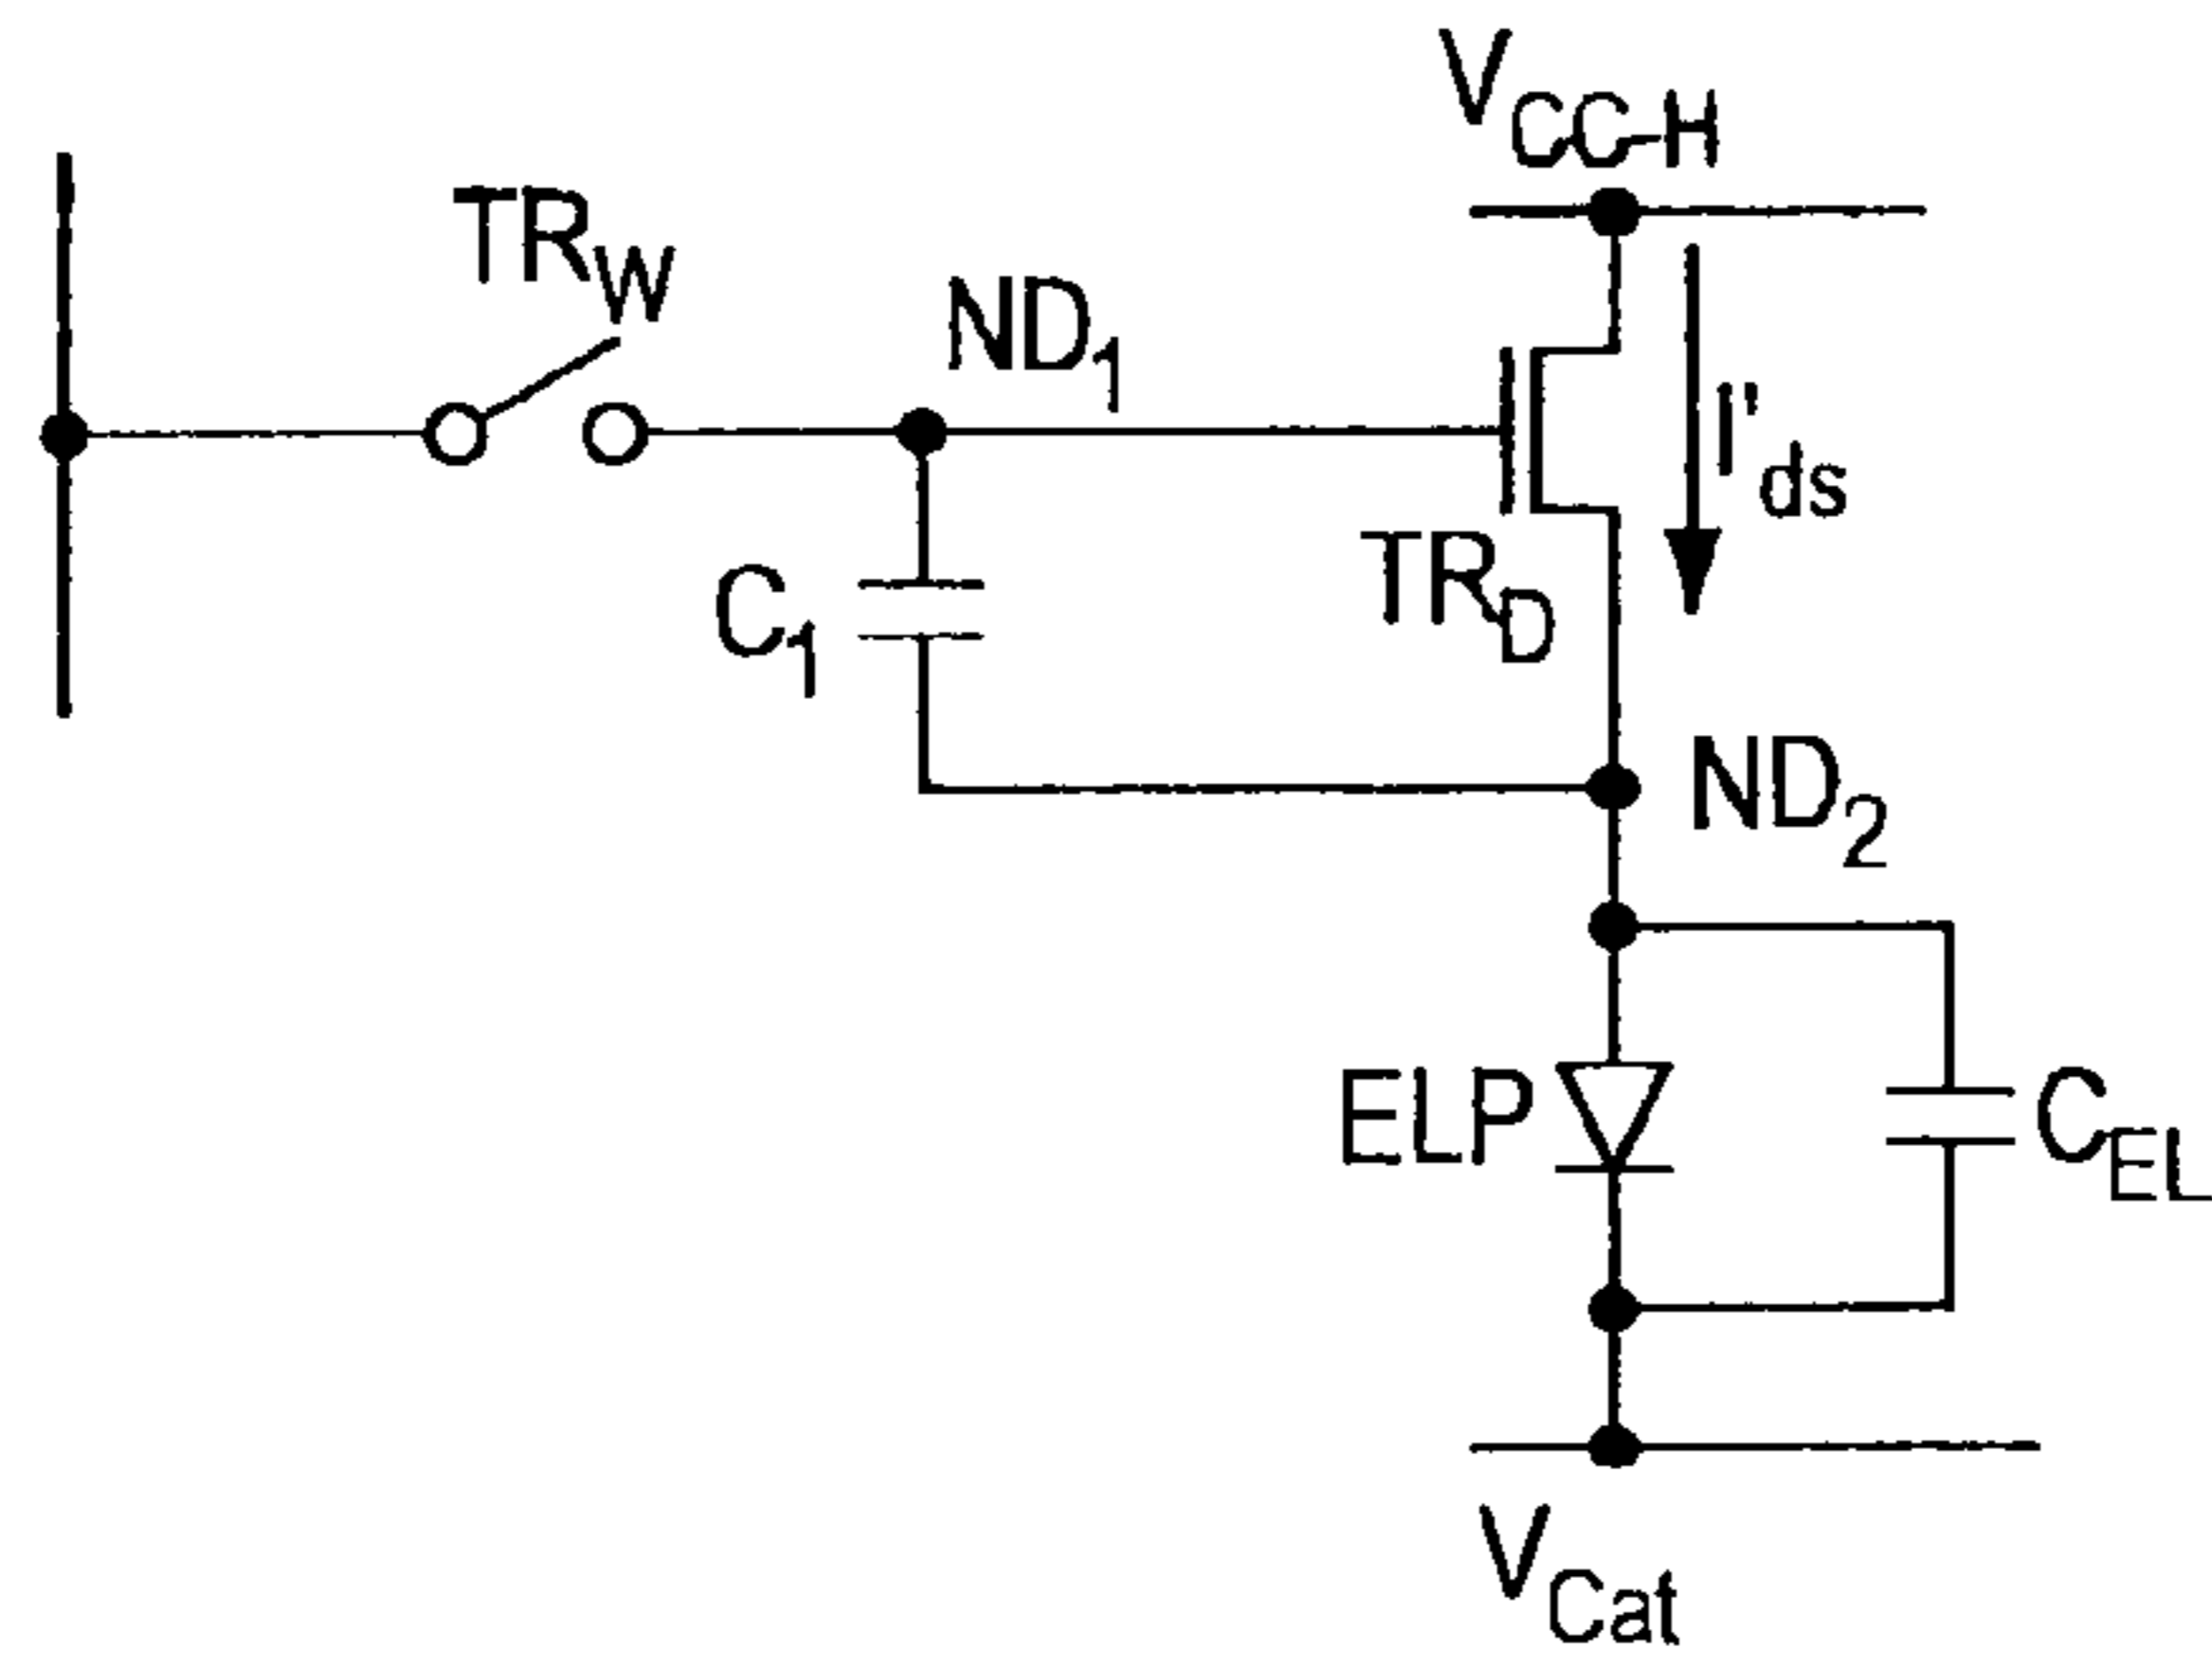 V_CC-H
TR_W
ND_1
I'_ds
TR_D
C_1
ND_2
ELP
C_EL
V_Cat